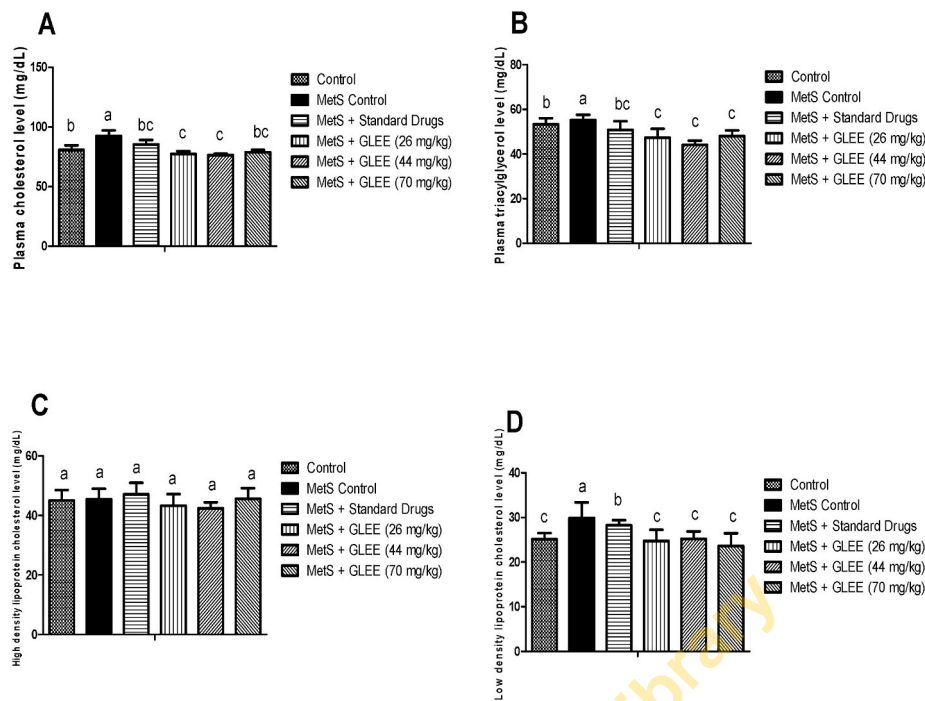 A
Plasma cholesterol level (mg/dL)
150
100
50
0
b a bc c c bc
Control
MetS Control
MetS + Standard Drugs
MetS + GLEE (26 mg/kg)
MetS + GLEE (44 mg/kg)
MetS + GLEE (70 mg/kg)
B
Plasma triacylglycerol level (mg/dL)
80
60
40
20
0
b a bc c c c
Control
MetS Control
MetS + Standard Drugs
MetS + GLEE (26 mg/kg)
MetS + GLEE (44 mg/kg)
MetS + GLEE (70 mg/kg)
C
High density lipoprotein cholesterol level (mg/dL)
60
40
20
0
a a a a a a
Control
MetS Control
MetS + Standard Drugs
MetS + GLEE (26 mg/kg)
MetS + GLEE (44 mg/kg)
MetS + GLEE (70 mg/kg)
D
Low density lipoprotein cholesterol level (mg/dL)
40
30
20
10
0
c a b c c c
Control
MetS Control
MetS + Standard Drugs
MetS + GLEE (26 mg/kg)
MetS + GLEE (44 mg/kg)
MetS + GLEE (70 mg/kg)